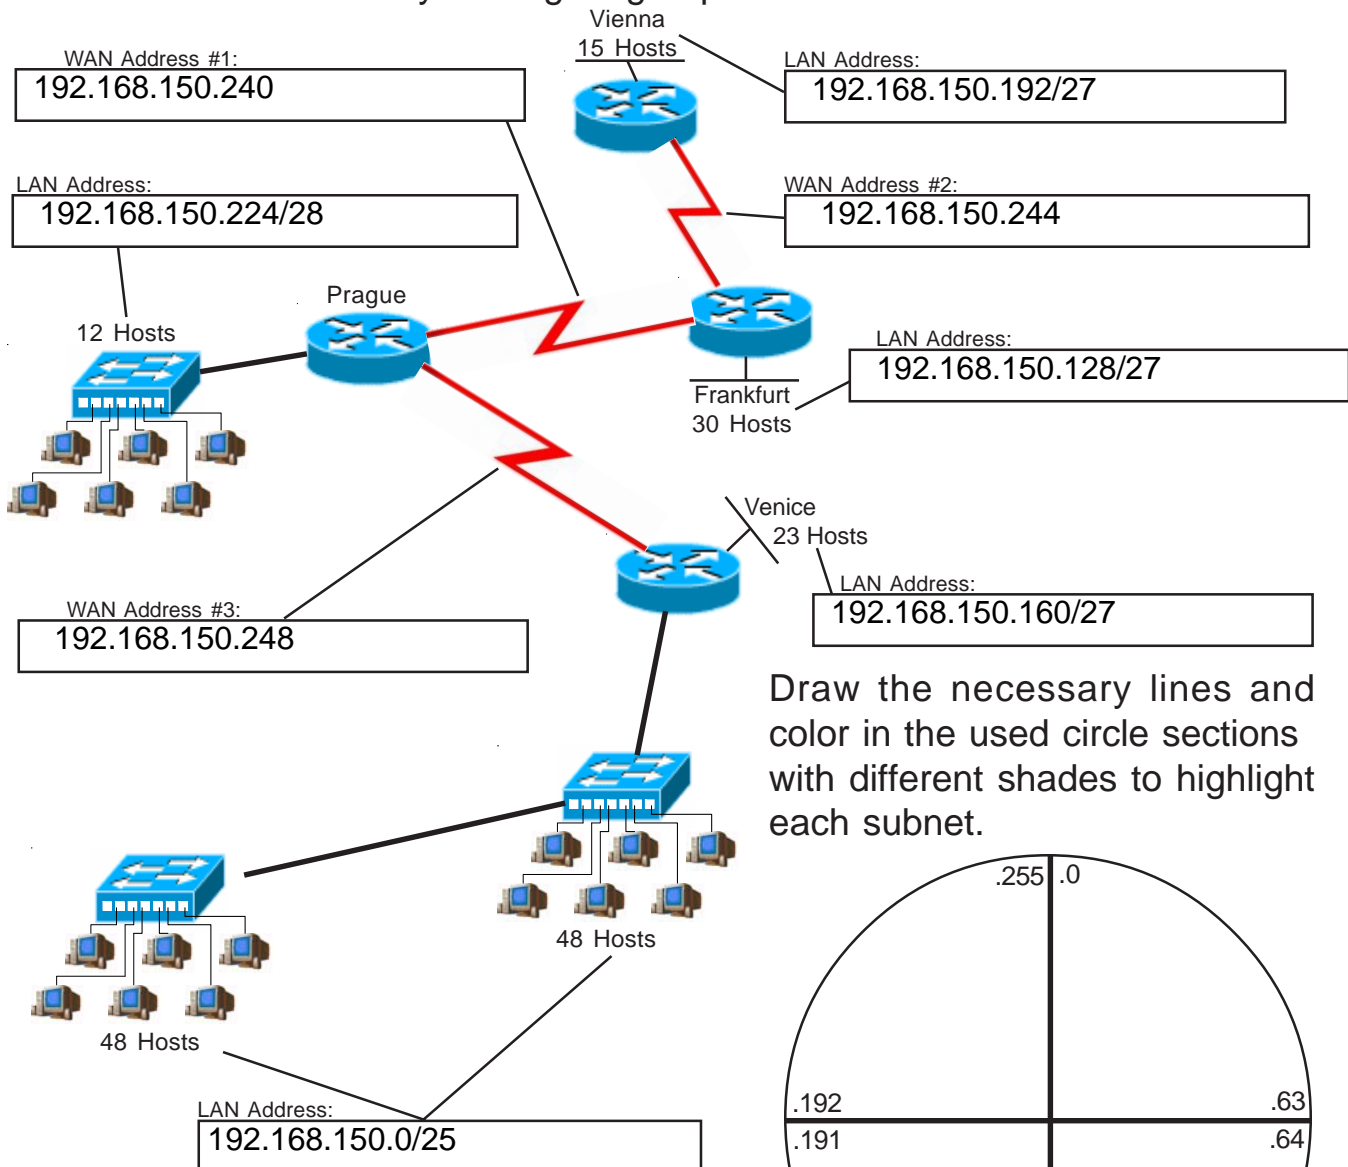 Vienna
15 Hosts
WAN Address #1:
192.168.150.240
LAN Address:
192.168.150.192/27
LAN Address:
192.168.150.224/28
WAN Address #2:
192.168.150.244
Prague
12 Hosts
LAN Address:
192.168.150.128/27
Frankfurt
30 Hosts
Venice
23 Hosts
LAN Address:
192.168.150.160/27
WAN Address #3:
192.168.150.248
Draw the necessary lines and
color in the used circle sections
with different shades to highlight
each subnet.
.255 .0
48 Hosts
48 Hosts
.192 .63
.191 .64
LAN Address:
192.168.150.0/25